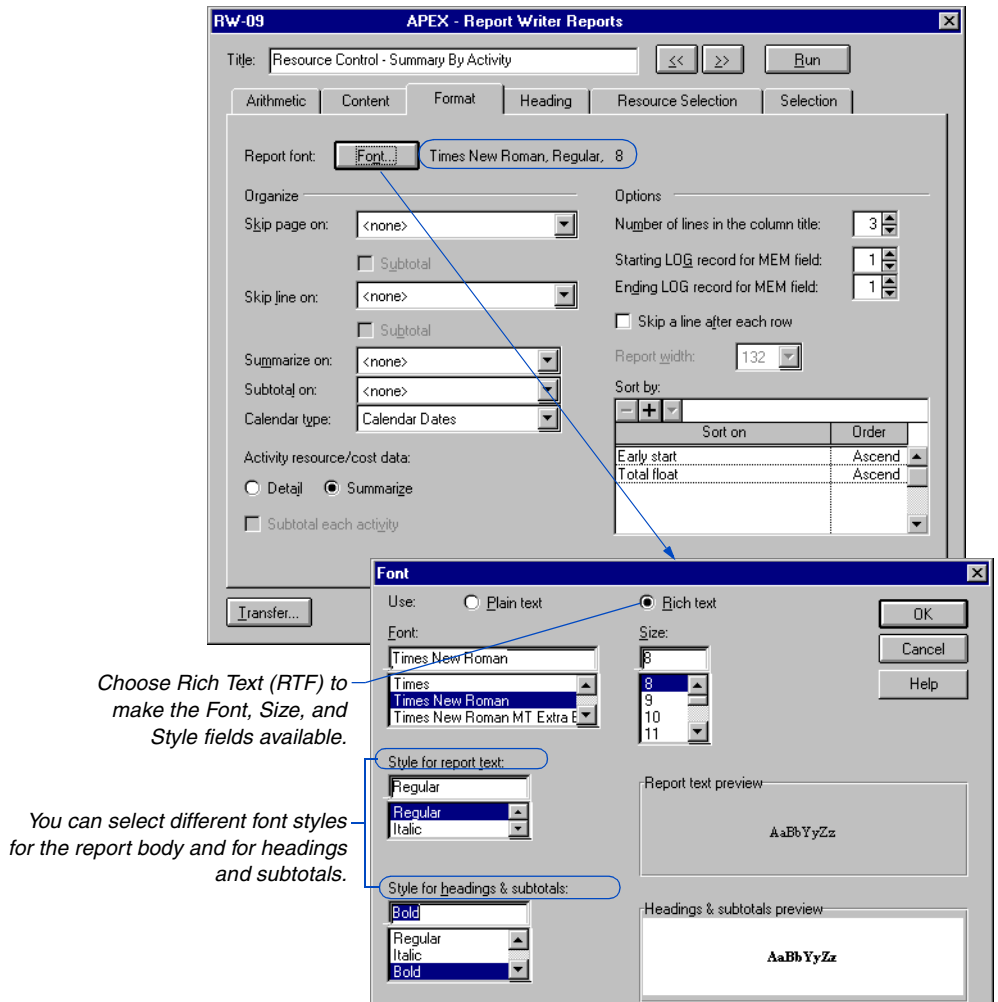 RW-09 APEX - Report Writer Reports
Title: Resource Control - Summary By Activity << >> Run
Arithmetic Content Format Heading Resource Selection Selection
Report font: Font... Times New Roman, Regular, 8
Organize
Skip page on: <none>
Subtotal
Skip line on: <none>
Subtotal
Summarize on: <none>
Subtotal on: <none>
Calendar type: Calendar Dates
Activity resource/cost data:
Detail Summarize
Subtotal each activity
Options
Number of lines in the column title: 3
Starting LOG record for MEM field: 1
Ending LOG record for MEM field: 1
Skip a line after each row
Report width: 132
Sort by:
Sort on Order
Early start Ascend
Total float Ascend
Transfer...
Font
Use: Plain text Rich text
Font:
Times New Roman
Times
Times New Roman
Times New Roman MT Extra B
Size:
8
8
9
10
11
OK
Cancel
Help
Choose Rich Text (RTF) to
make the Font, Size, and
Style fields available.
Style for report text:
Regular
Regular
Italic
Report text preview
AaBbYyZz
You can select different font styles
for the report body and for headings
and subtotals.
Style for headings & subtotals:
Bold
Regular
Italic
Bold
Headings & subtotals preview
AaBbYyZz